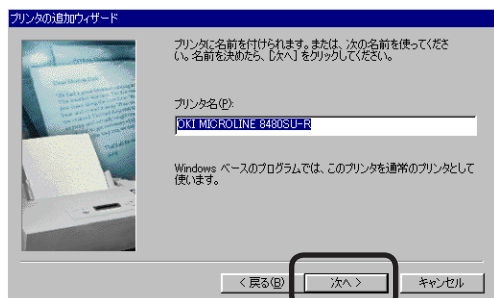 プリンタの追加ウィザード
プリンタに名前を付けられます。または、次の名前を使ってくださ
い。名前を決めたら、[次へ] をクリックしてください。
プリンタ名(P):
OKI MICROLINE 8480SU-R
Windows ベースのプログラムでは、このプリンタを通常のプリンタとして
使います。
< 戻る(B) 次へ > キャンセル